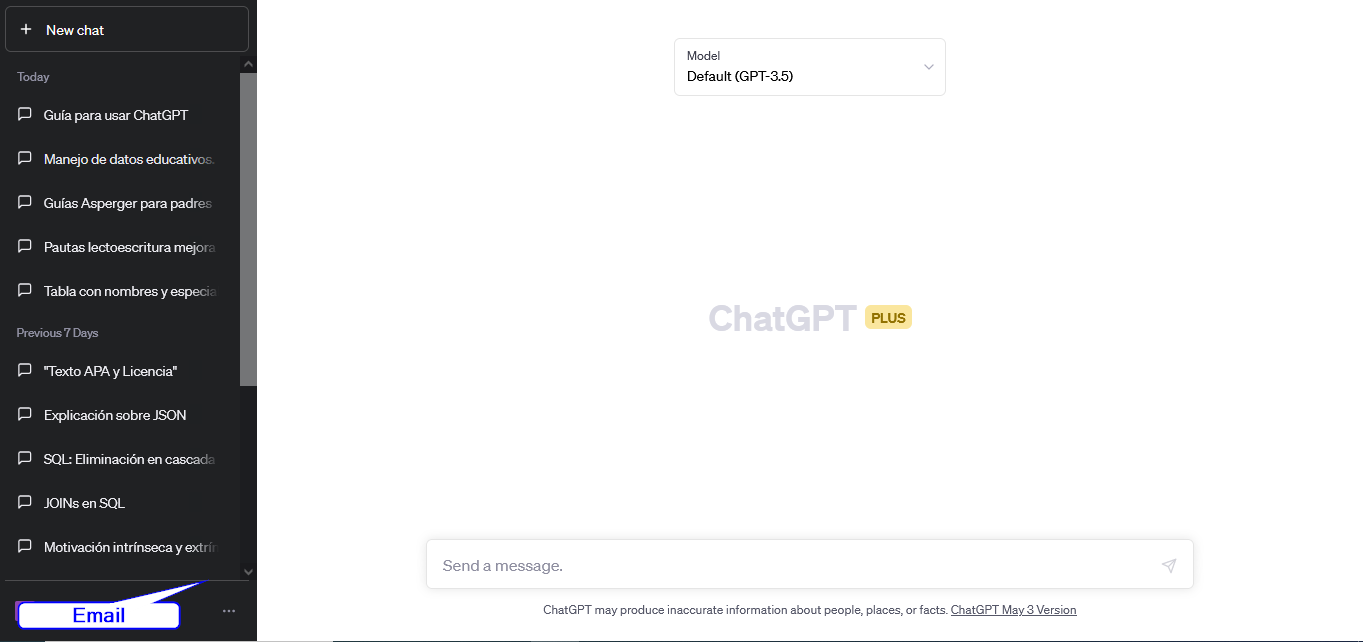 New chat
Today
Guía para usar ChatGPT
Manejo de datos educativos.
Guías Asperger para padres
Pautas lectoescritura mejora
Tabla con nombres y especia
Previous 7 Days
"Texto APA y Licencia"
Explicación sobre JSON
SQL: Eliminación en cascada
JOINs en SQL
Motivación intrínseca y extrín
Email
Model
Default (GPT-3.5)
ChatGPT PLUS
Send a message.
ChatGPT may produce inaccurate information about people, places, or facts. ChatGPT May 3 Version